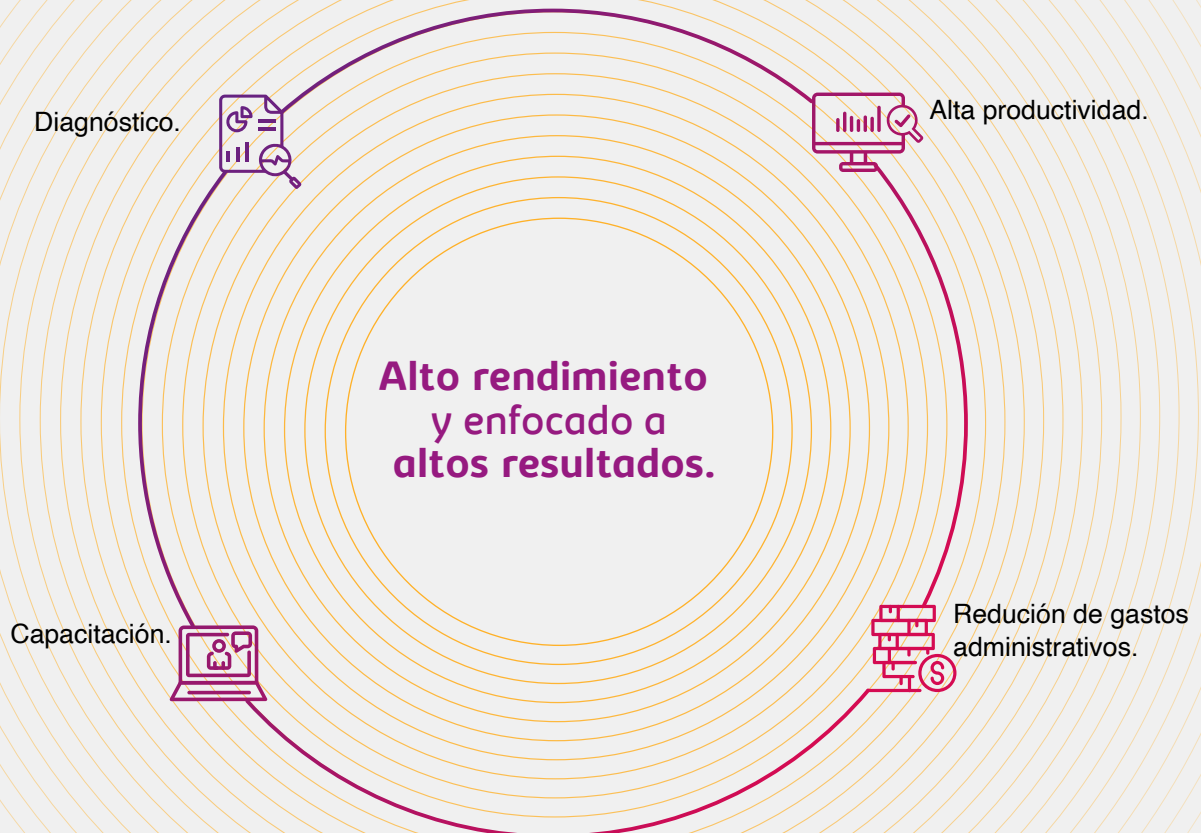 Diagnóstico.
Alta productividad.
Alto rendimiento
y enfocado a
altos resultados.
Capacitación.
Redución de gastos
administrativos.